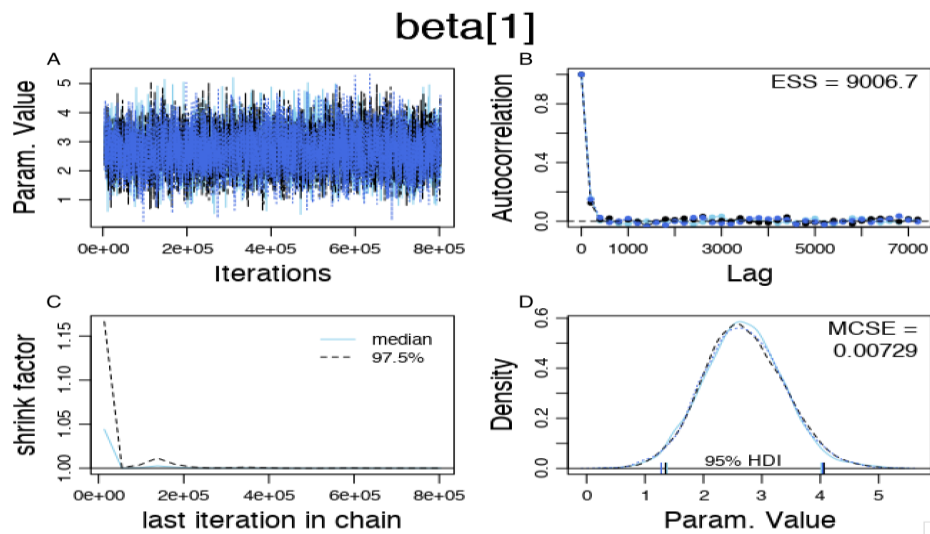 beta[1]
A
Param. Value
5
4
3
2
1
0e+00 2e+05 4e+05 6e+05 8e+05
Iterations
B
ESS = 9006.7
Autocorrelation
0.8
0.4
0.0
0 1000 3000 5000 7000
Lag
C
shrink factor
1.15
1.10
1.05
1.00
median
97.5%
0e+00 2e+05 4e+05 6e+05 8e+05
last iteration in chain
D
MCSE =
0.00729
Density
0.6
0.4
0.2
0.0
95% HDI
0 1 2 3 4 5
Param. Value